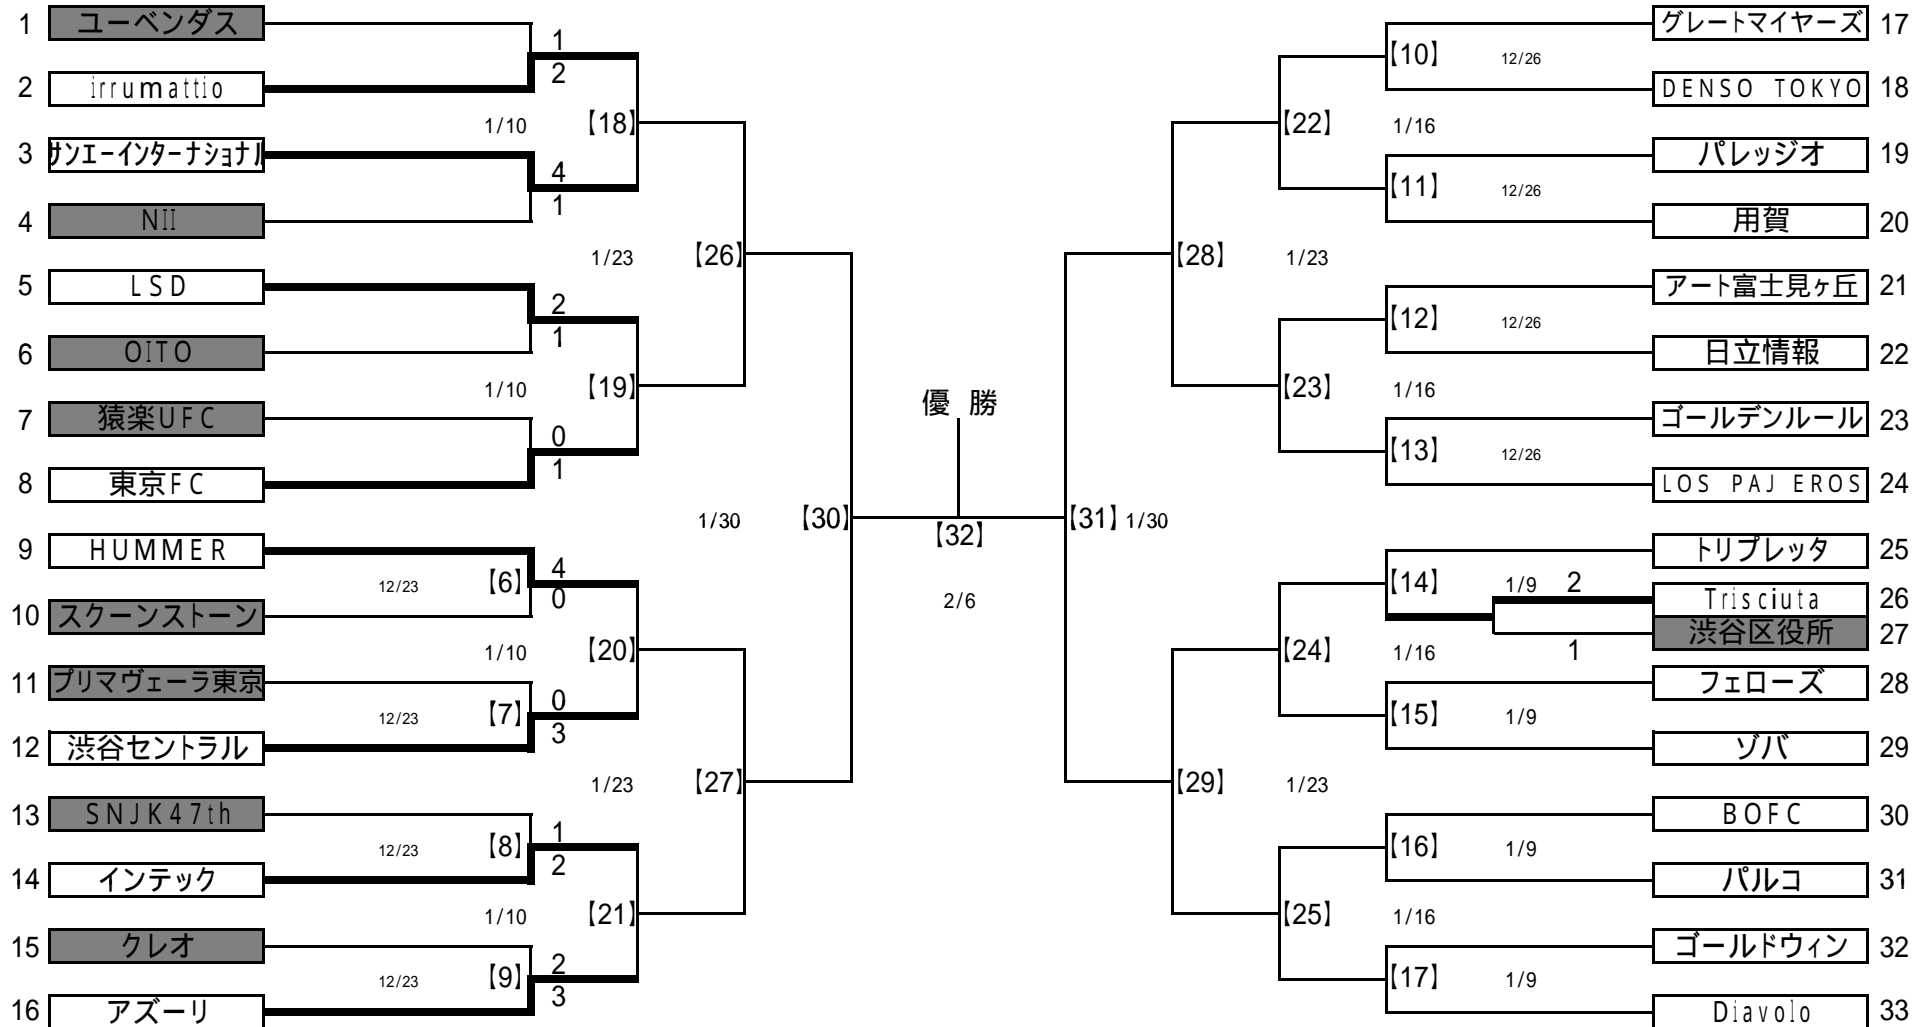 1 ユーベンダス
1
2
2 irrumattio
1/10 【18】
3 サンエーインターナショナル
4
1
4 NII
1/23 【26】
5 LSD
2
1
6 OITO
1/10 【19】
7 猿楽UFC
0
1
8 東京FC
1/30 【30】
9 HUMMER
12/23 【6】 4
0
10 スクーンストーン
1/10 【20】
11 プリマヴェーラ東京
12/23 【7】 0
3
12 渋谷セントラル
1/23 【27】
13 SNJK47th
12/23 【8】 1
2
14 インテック
1/10 【21】
15 クレオ
12/23 【9】 2
3
16 アズーリ
優 勝
【32】
2/6
グレートマイヤーズ 17
【10】 12/26
DENSO TOKYO 18
【22】 1/16
パレッジオ 19
【11】 12/26
用賀 20
【28】 1/23
アート富士見ヶ丘 21
【12】 12/26
日立情報 22
【23】 1/16
ゴールデンルール 23
【13】 12/26
LOS PAJEROS 24
【31】 1/30
トリプレッタ 25
【14】 1/9 2
Trisciuta 26
渋谷区役所 27
1
【24】 1/16
フェローズ 28
【15】 1/9
ゾバ 29
【29】 1/23
BOFC 30
【16】 1/9
パルコ 31
【25】 1/16
ゴールドウィン 32
【17】 1/9
Diavolo 33